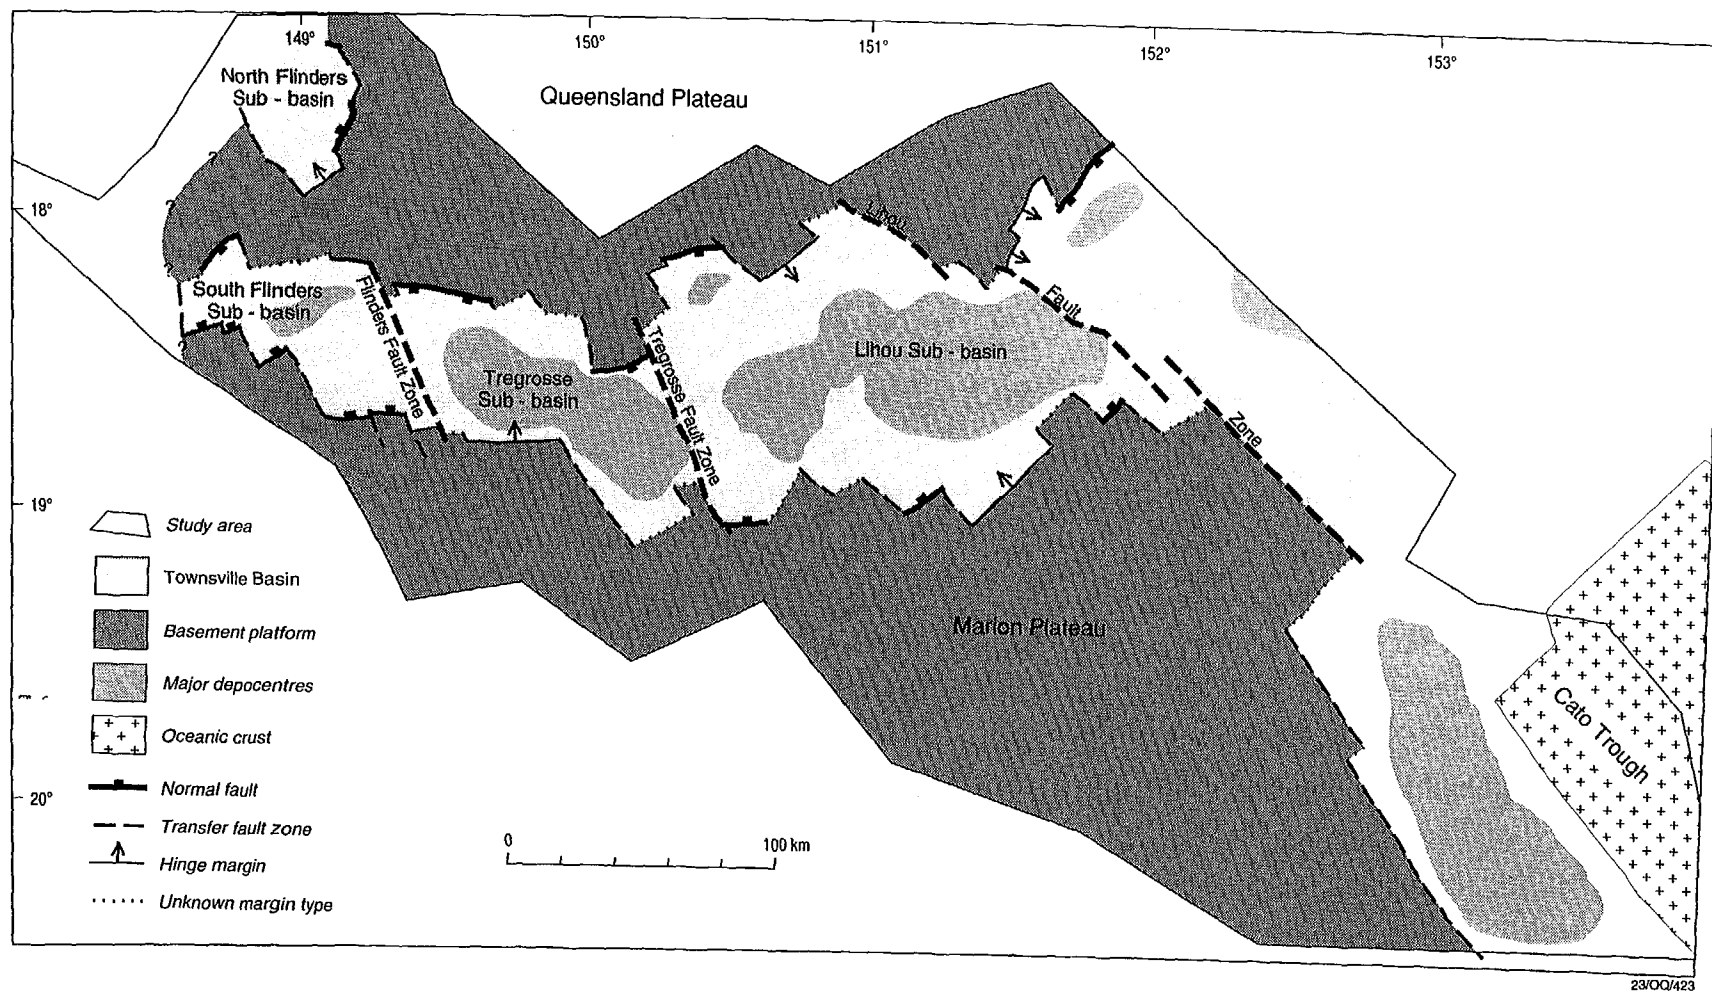 149°
150°
151°
152°
153°
North Flinders
Sub - basin
Queensland Plateau
?
18°
?
Lihou
?
South Flinders
Sub - basin
Flinders Fault Zone
Fault
Tregrosse Fault Zone
Lihou Sub - basin
?
Tregrosse
Sub - basin
Zone
19°
Study area
Townsville Basin
Basement platform
Marion Plateau
Major depocentres
Oceanic crust
Cato Trough
Normal fault
20°
Transfer fault zone
0
100 km
Hinge margin
Unknown margin type
23/OQ/423